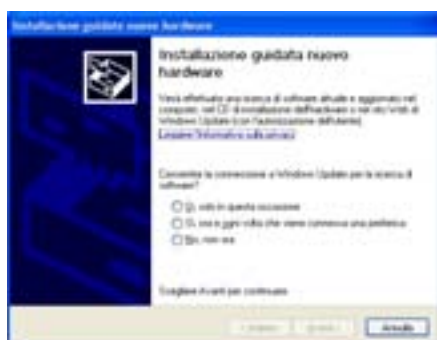 Installazione guidata nuovo hardware
Installazione guidata nuovo
hardware
Verrà effettuata una ricerca di software attuale e aggiornato nel
computer, nel CD di installazione dell'hardware o nel sito Web di
Windows Update (con l'autorizzazione dell'utente).
Leggere l'informativa sulla privacy
Consentire la connessione a Windows Update per la ricerca di
software?
Sì, solo in questa occasione
Sì, ora e ogni volta che viene connessa una periferica
No, non ora
Scegliere Avanti per continuare.
Annulla